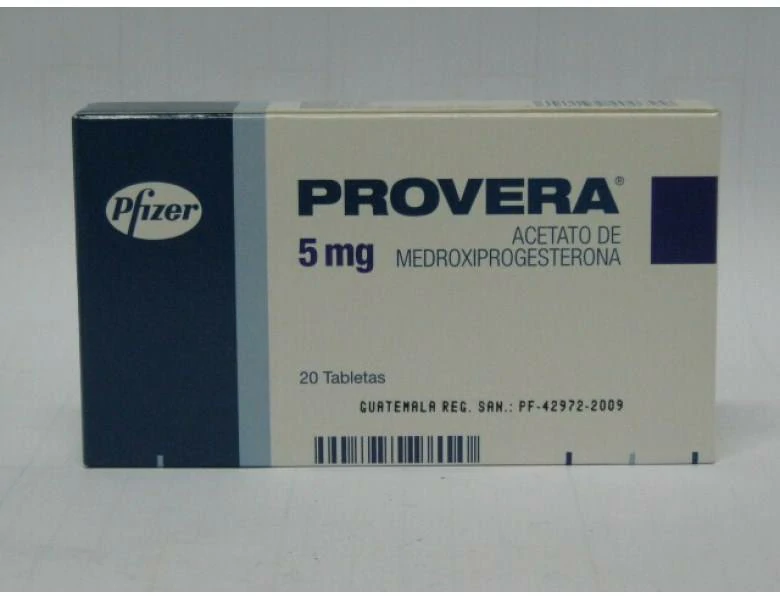 Pfizer
PROVERA®
5 mg
ACETATO DE
MEDROXIPROGESTERONA
20 Tabletas
GUATEMALA REG. SAN.: PF-42972-2009